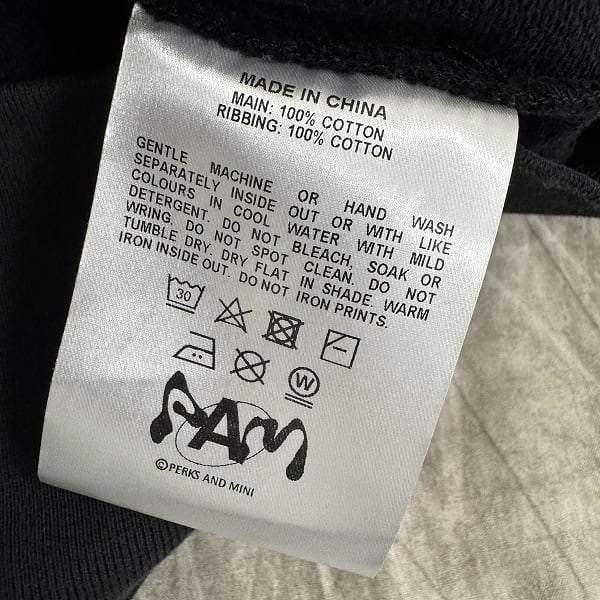 MADE IN CHINA
MAIN: 100% COTTON
RIBBING: 100% COTTON
GENTLE MACHINE OR HAND WASH
SEPARATELY INSIDE OUT OR WITH LIKE
COLOURS IN COOL WATER WITH MILD
DETERGENT. DO NOT BLEACH, SOAK OR
WRING. DO NOT SPOT CLEAN. DO NOT
TUMBLE DRY. DRY FLAT IN SHADE. WARM
IRON INSIDE OUT. DO NOT IRON PRINTS.
30
W
PAM
© PERKS AND MINI